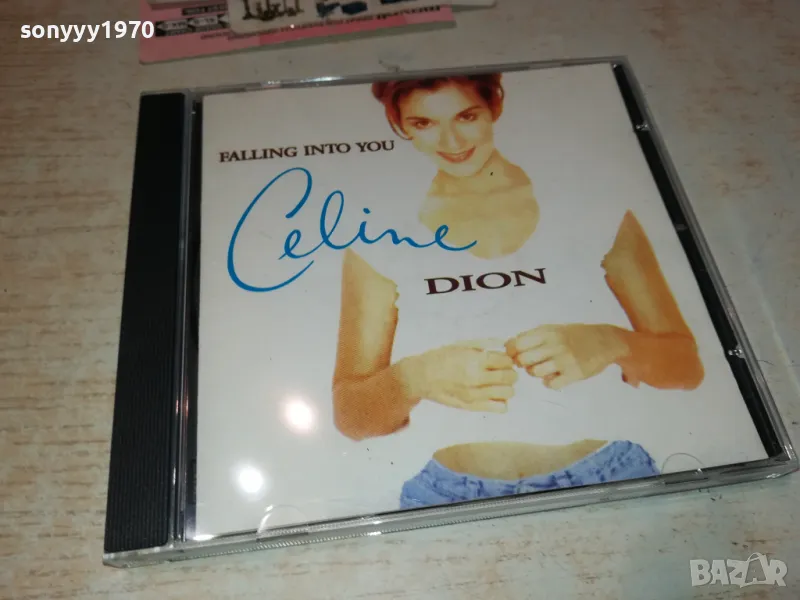 sonyyy1970
FALLING INTO YOU
Celine
DION
BAZAR